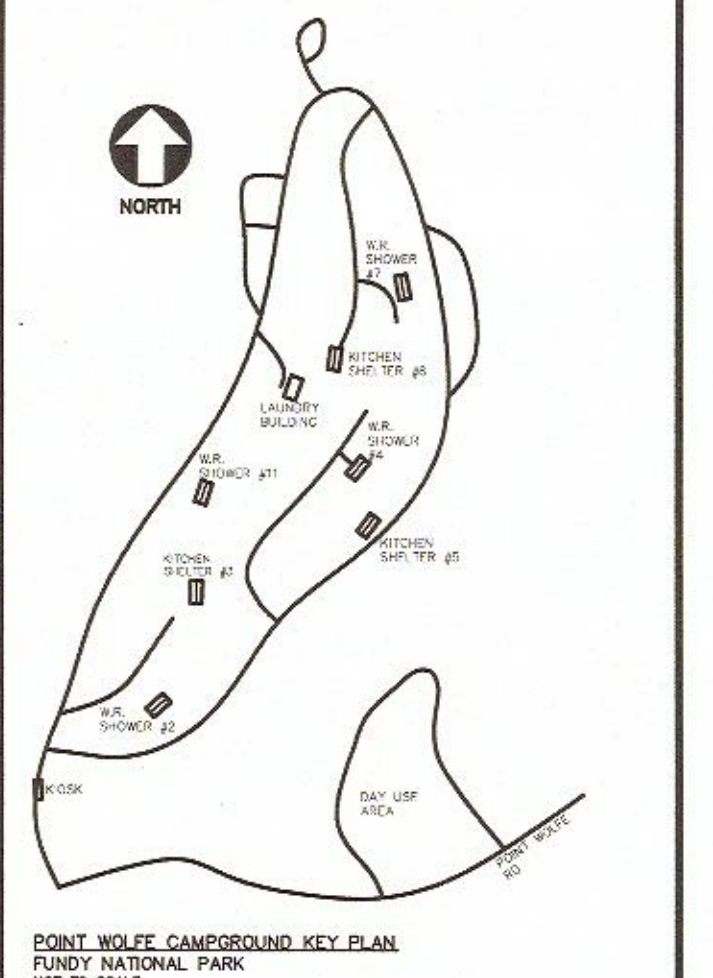 NORTH
W.R.
SHOWER
#7
KITCHEN
SHELTER #6
LAUNDRY
BUILDING
W.R.
SHOWER
#4
W.R.
SHOWER #11
KITCHEN
SHELTER #5
KITCHEN
SHELTER #3
W.R.
SHOWER #2
KIOSK
DAY USE
AREA
POINT WOLFE
RD
POINT WOLFE CAMPGROUND KEY PLAN
FUNDY NATIONAL PARK